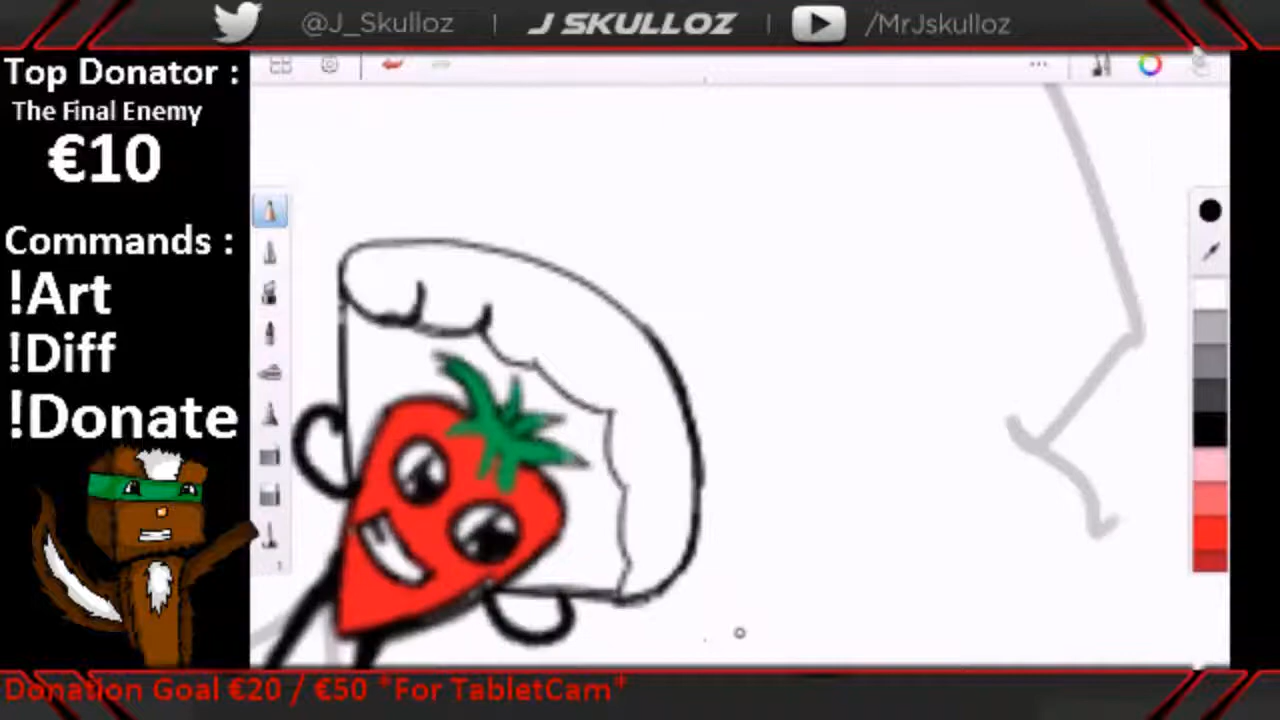 @J_Skulloz | J SKULLOZ | /MrJskulloz
Top Donator :
The Final Enemy
€10
Commands :
!Art
!Diff
!Donate
Donation Goal €20 / €50 *For TabletCam*